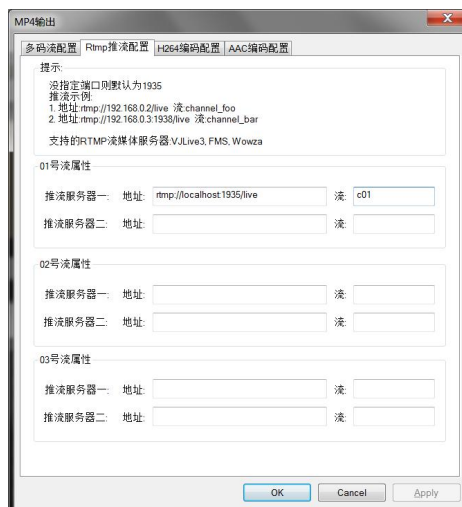 MP4输出
多码流配置 Rtmp推流配置 H264编码配置 AAC编码配置
提示:
没指定端口则默认为1935
推流示例:
1. 地址:rtmp://192.168.0.2/live 流:channel_foo
2. 地址:rtmp://192.168.0.3:1938/live 流:channel_bar
支持的RTMP流媒体服务器:VJLive3, FMS, Wowza
01号流属性
推流服务器一: 地址: rtmp://localhost:1935/live 流: c01
推流服务器二: 地址: 流:
02号流属性
推流服务器一: 地址: 流:
推流服务器二: 地址: 流:
03号流属性
推流服务器一: 地址: 流:
推流服务器二: 地址: 流:
OK Cancel Apply